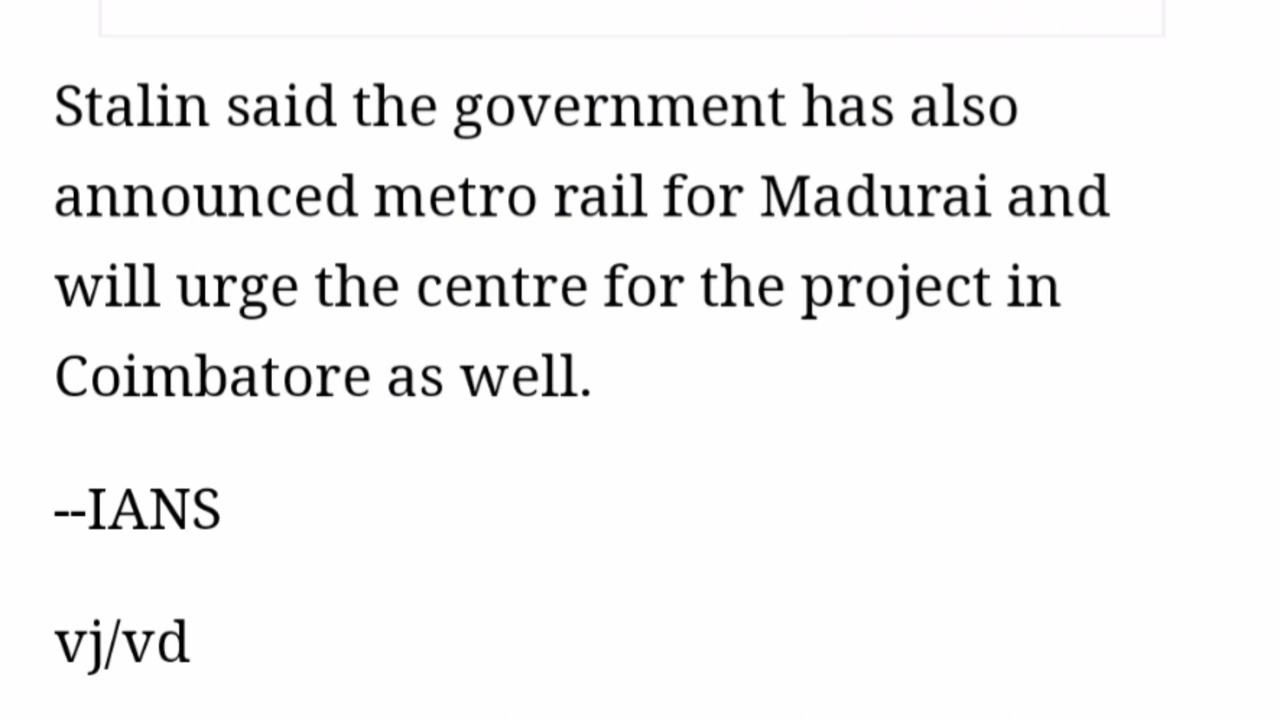 Stalin said the government has also
announced metro rail for Madurai and
will urge the centre for the project in
Coimbatore as well.
--IANS
vj/vd